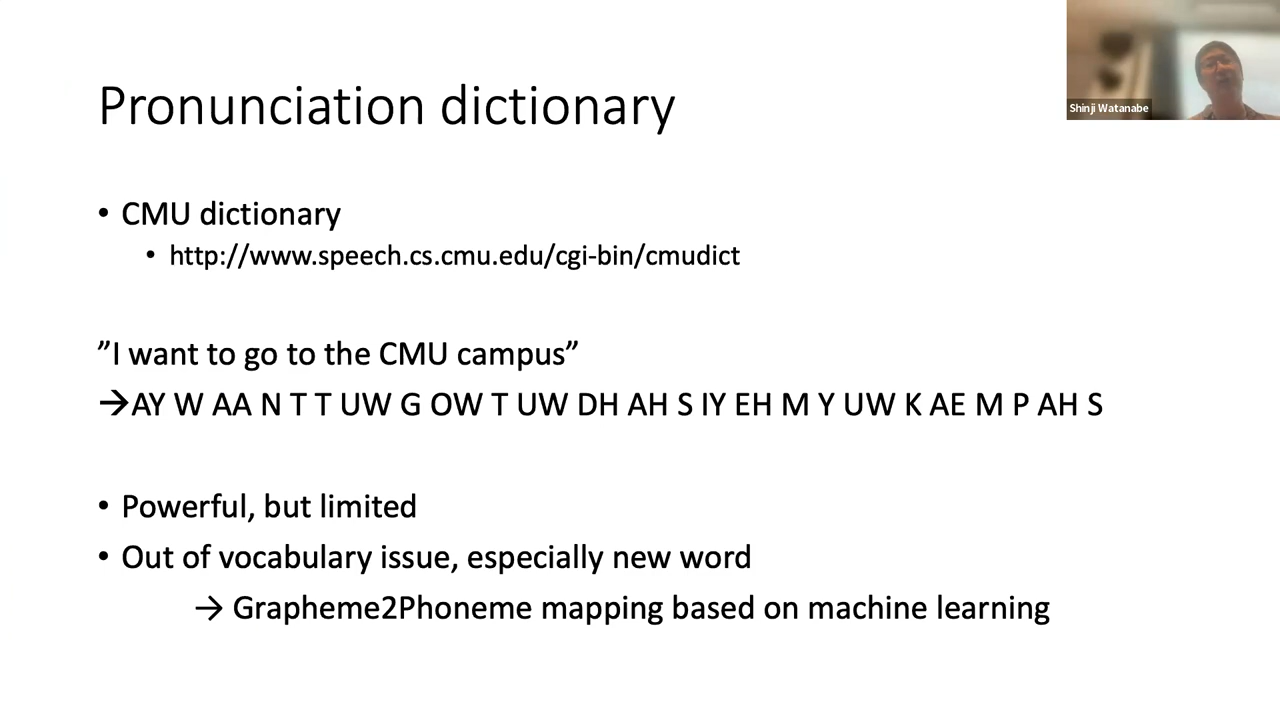 Pronunciation dictionary
Shinji Watanabe
• CMU dictionary
• http://www.speech.cs.cmu.edu/cgi-bin/cmudict
”I want to go to the CMU campus”
→AY W AA N T T UW G OW T UW DH AH S IY EH M Y UW K AE M P AH S
• Powerful, but limited
• Out of vocabulary issue, especially new word
→ Grapheme2Phoneme mapping based on machine learning